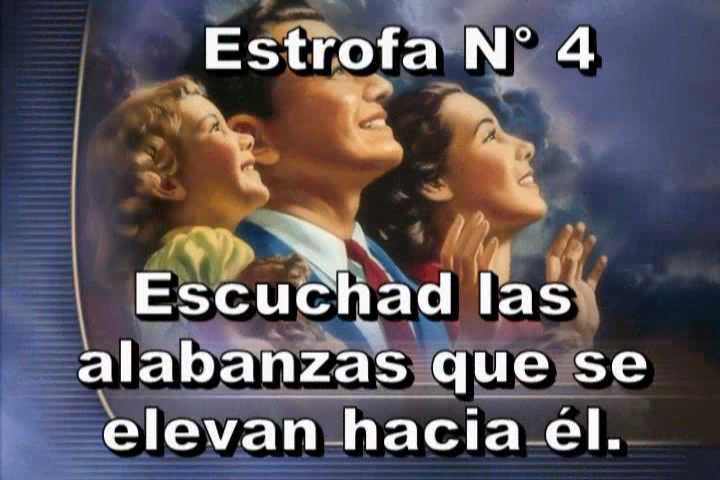 Estrofa N° 4
Escuchad las
alabanzas que se
elevan hacia él.